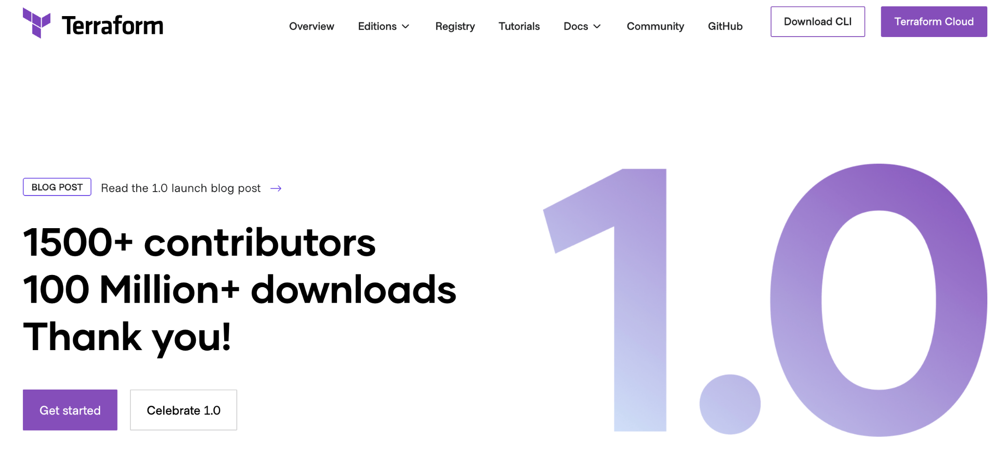 Terraform
Overview Editions Registry Tutorials Docs Community GitHub Download CLI Terraform Cloud
BLOG POST Read the 1.0 launch blog post →
1500+ contributors
100 Million+ downloads
Thank you!
Get started Celebrate 1.0
1.0